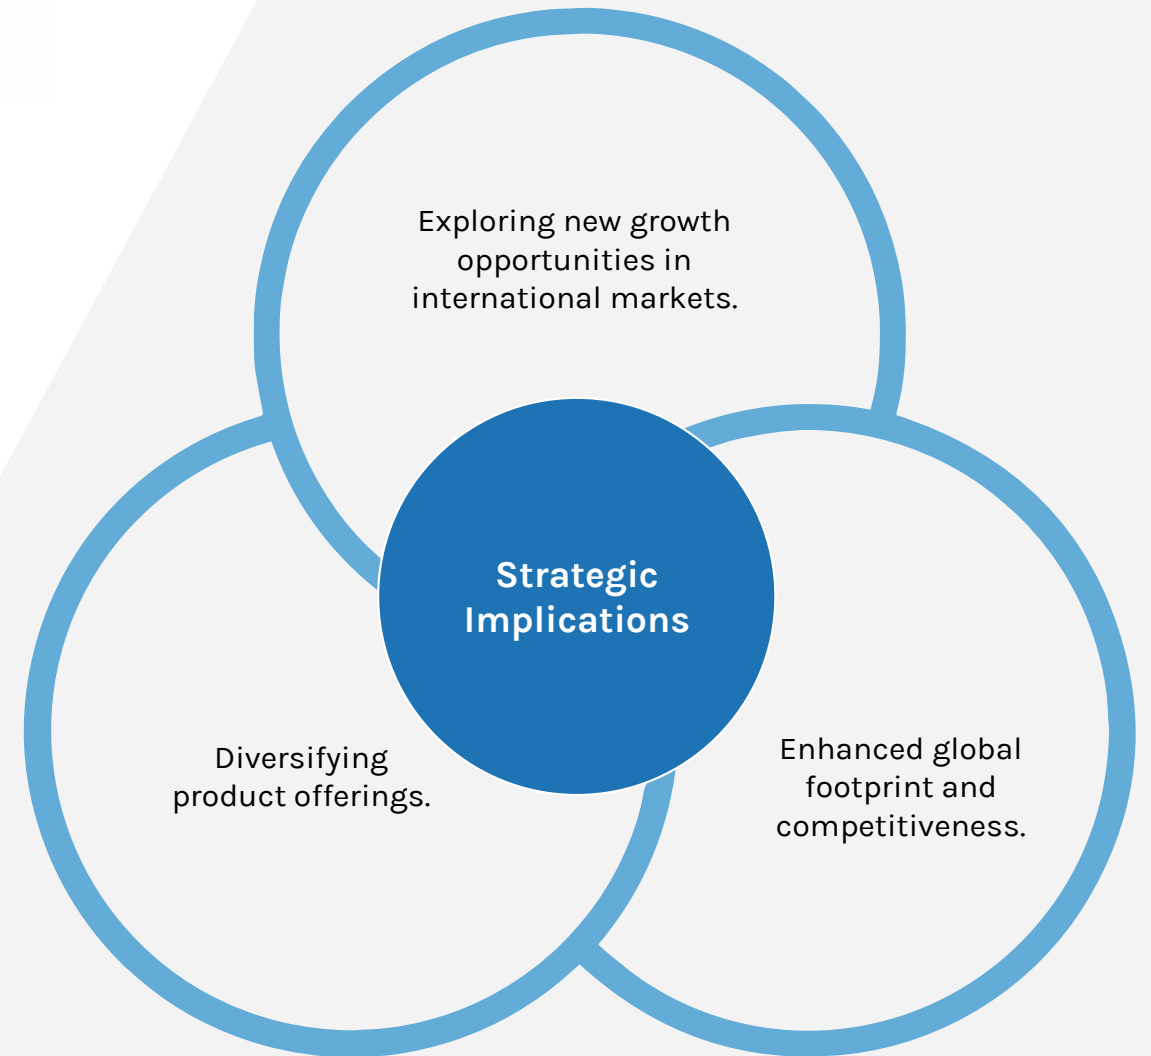 Exploring new growth
opportunities in
international markets.
Strategic
Implications
Diversifying
product offerings.
Enhanced global
footprint and
competitiveness.